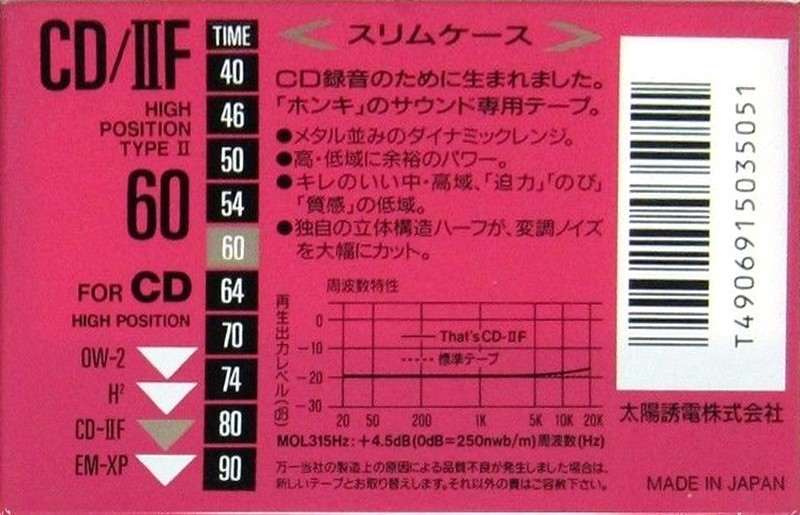 CD/ⅡF
HIGH
POSITION
TYPE Ⅱ
60
FOR CD
HIGH POSITION
OW-2
H²
CD-ⅡF
EM-XP
TIME
40
46
50
54
60
64
70
74
80
90
スリムケース
CD録音のために生まれました。
「ホンキ」のサウンド専用テープ。
●メタル並みのダイナミックレンジ。
●高・低域に余裕のパワー。
●キレのいい中・高域、「迫力」「のび」
「質感」の低域。
●独自の立体構造ハーフが、変調ノイズ
を大幅にカット。
周波数特性
再生出力レベル(dB)
0
-10
-20
-30
That's CD-ⅡF
標準テープ
20 50 200 1K 5K 10K 20K
MOL315Hz:+4.5dB(0dB=250nwb/m)周波数(Hz)
万一当社の製造上の原因による品質不良が発生しました場合は、
新しいテープとお取り替えします。それ以外の責はご容赦下さい。
T4906915035051
太陽誘電株式会社
MADE IN JAPAN